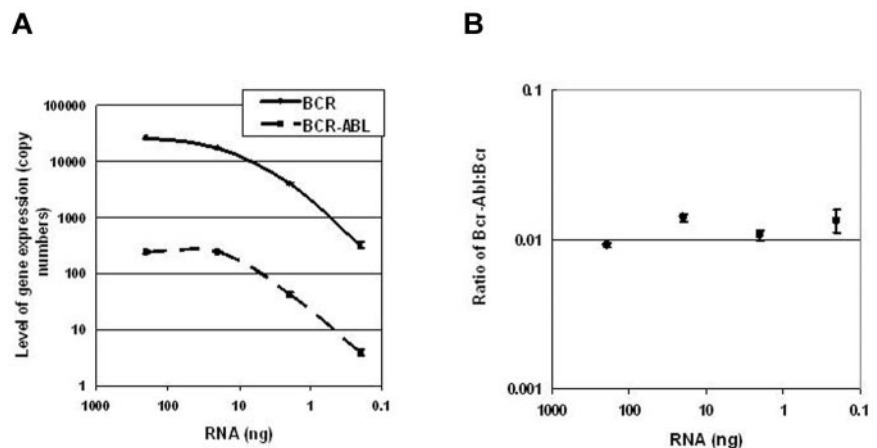 A
B
BCR
BCR-ABL
Level of gene expression (copy
numbers)
100000
10000
1000
100
10
1
1000
100
10
1
0.1
RNA (ng)
Ratio of Bcr-Abl:Bcr
0.1
0.01
0.001
1000
100
10
1
0.1
RNA (ng)